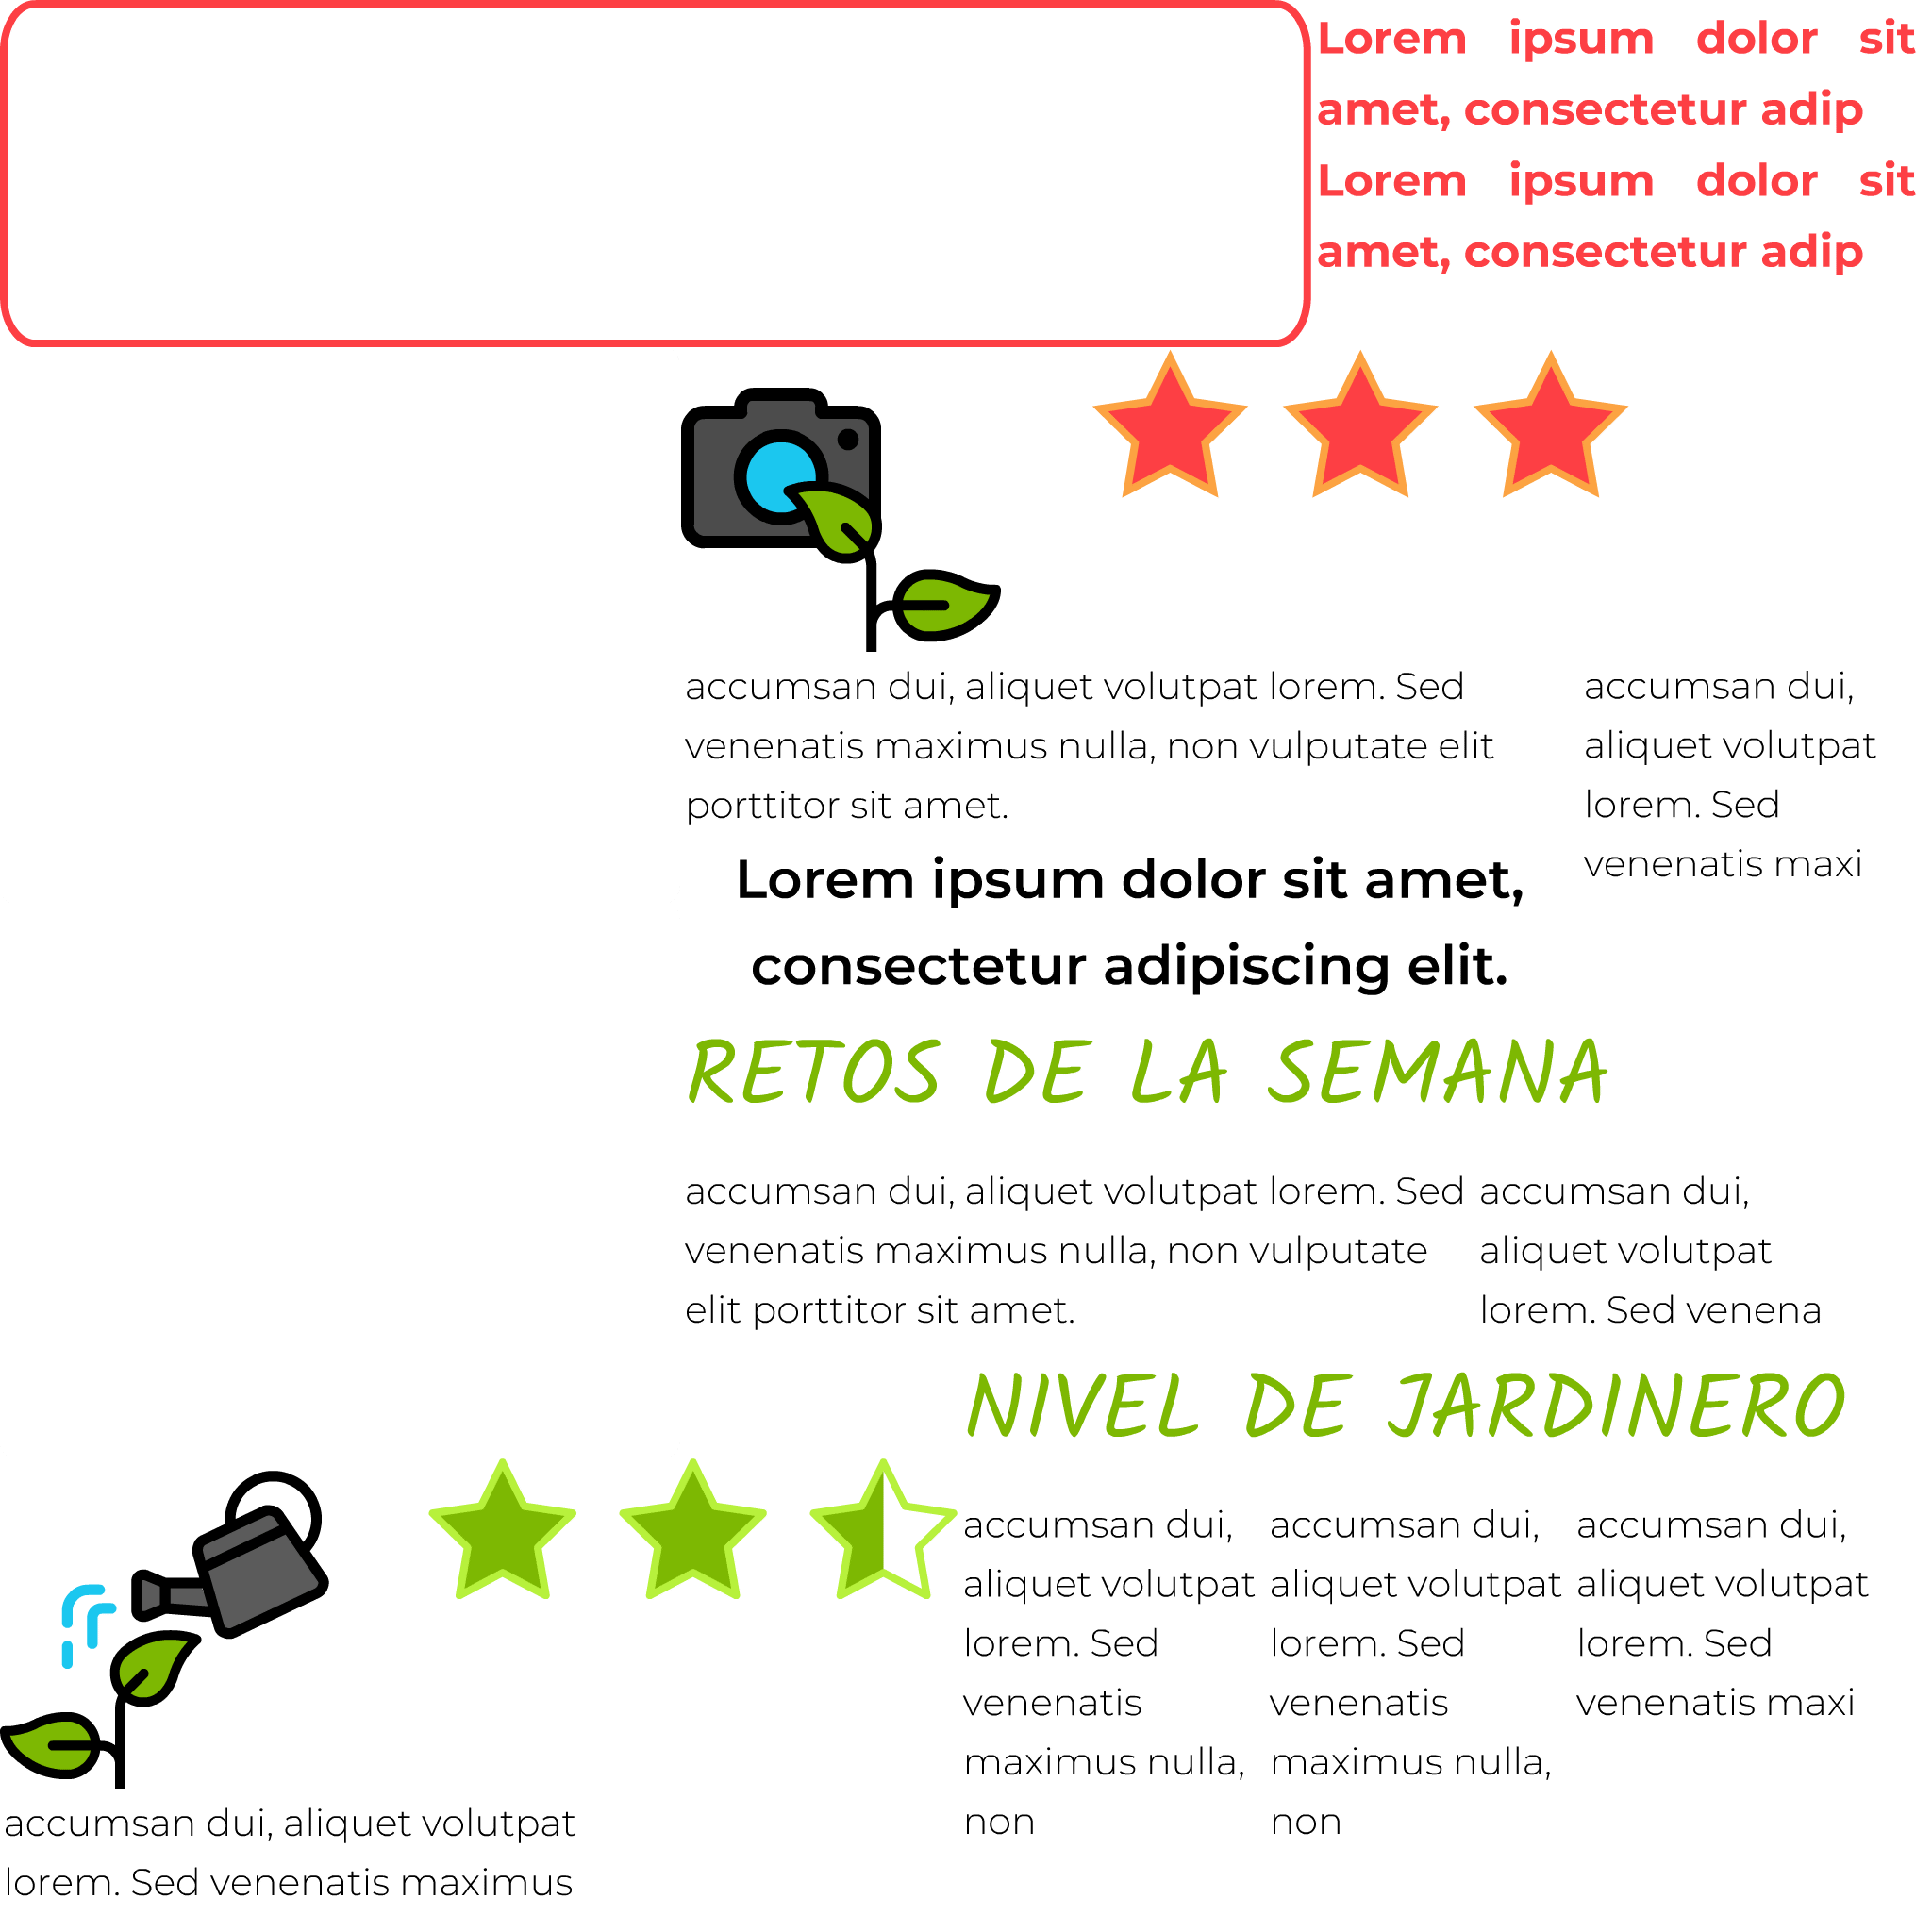 Lorem ipsum dolor sit
amet, consectetur adip
Lorem ipsum dolor sit
amet, consectetur adip
accumsan dui, aliquet volutpat lorem. Sed
venenatis maximus nulla, non vulputate elit
porttitor sit amet.
accumsan dui,
aliquet volutpat
lorem. Sed
venenatis maxi
Lorem ipsum dolor sit amet,
consectetur adipiscing elit.
RETOS DE LA SEMANA
accumsan dui, aliquet volutpat lorem. Sed
venenatis maximus nulla, non vulputate
elit porttitor sit amet.
accumsan dui,
aliquet volutpat
lorem. Sed venena
NIVEL DE JARDINERO
accumsan dui,
aliquet volutpat
lorem. Sed
venenatis
maximus nulla,
non
accumsan dui,
aliquet volutpat
lorem. Sed
venenatis
maximus nulla,
non
accumsan dui,
aliquet volutpat
lorem. Sed
venenatis maxi
accumsan dui, aliquet volutpat
lorem. Sed venenatis maximus